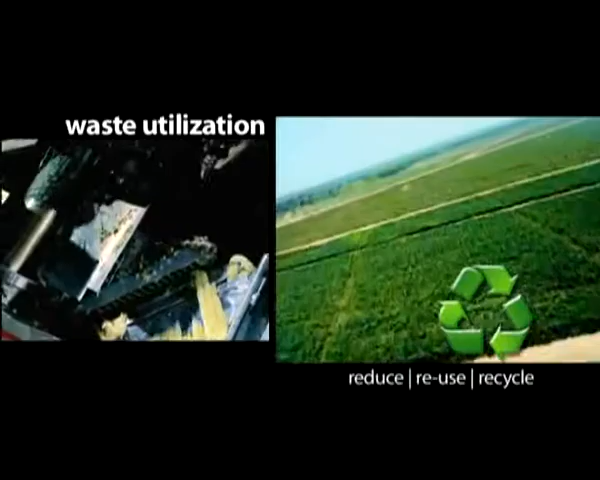 waste utilization
reduce | re-use | recycle